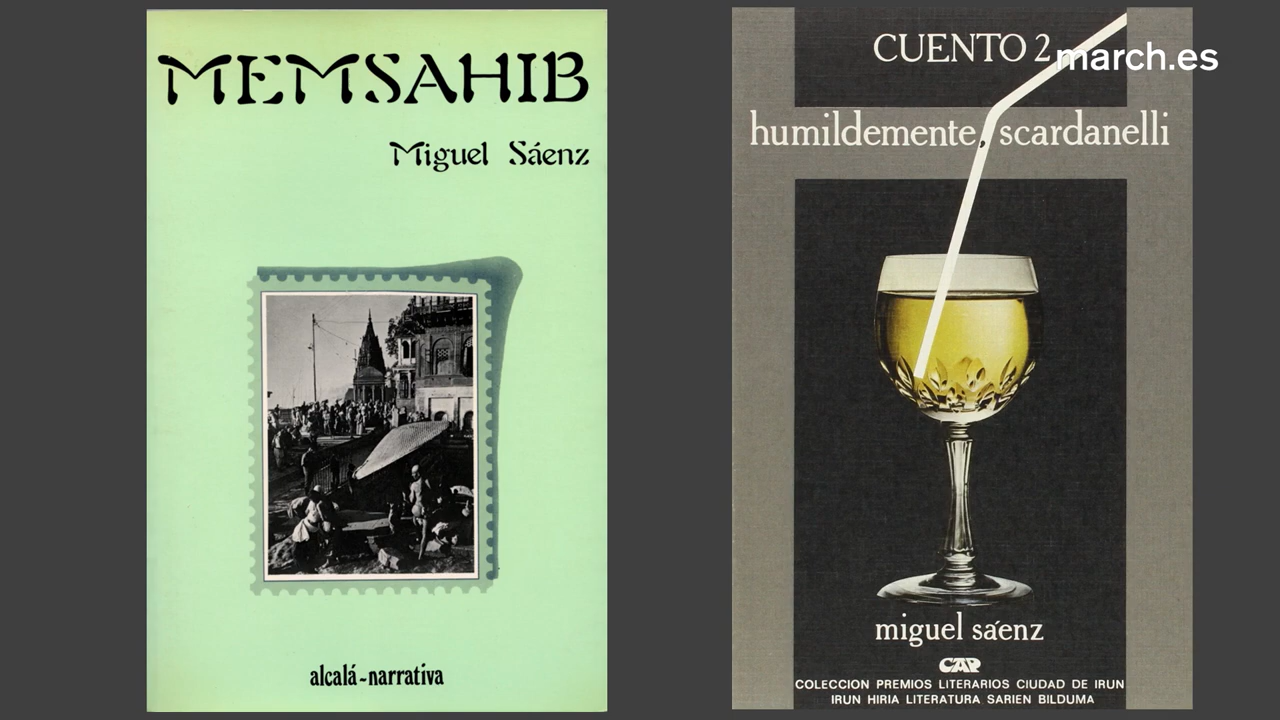 MEMSAHIB
Miguel Sáenz
alcalá-narrativa
CUENTO 2
march.es
humildemente, scardanelli
miguel sáenz
CAP
COLECCION PREMIOS LITERARIOS CIUDAD DE IRUN
IRUN HIRIA LITERATURA SARIEN BILDUMA